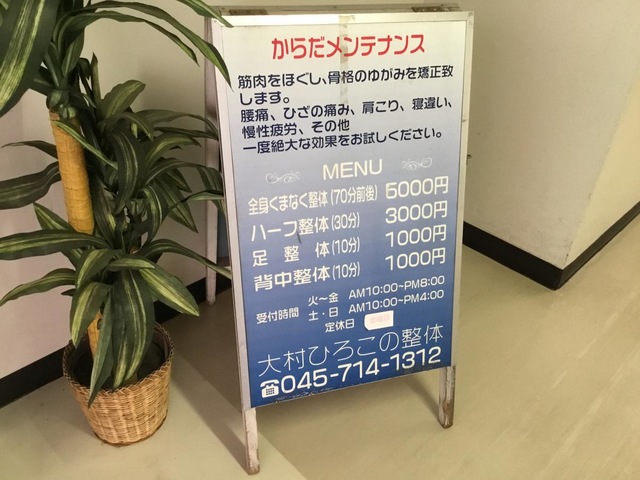 からだメンテナンス
筋肉をほぐし、骨格のゆがみを矯正致
します。
腰痛、ひざの痛み、肩こり、寝違い、
慢性疲労、その他
一度絶大な効果をお試しください。
MENU
全身くまなく整体(70分前後) 5000円
ハーフ整体(30分) 3000円
足整体(10分) 1000円
背中整体(10分) 1000円
受付時間 火～金 AM10:00~PM8:00
土・日 AM10:00~PM4:00
定休日
大村ひろこの整体
☎045-714-1312